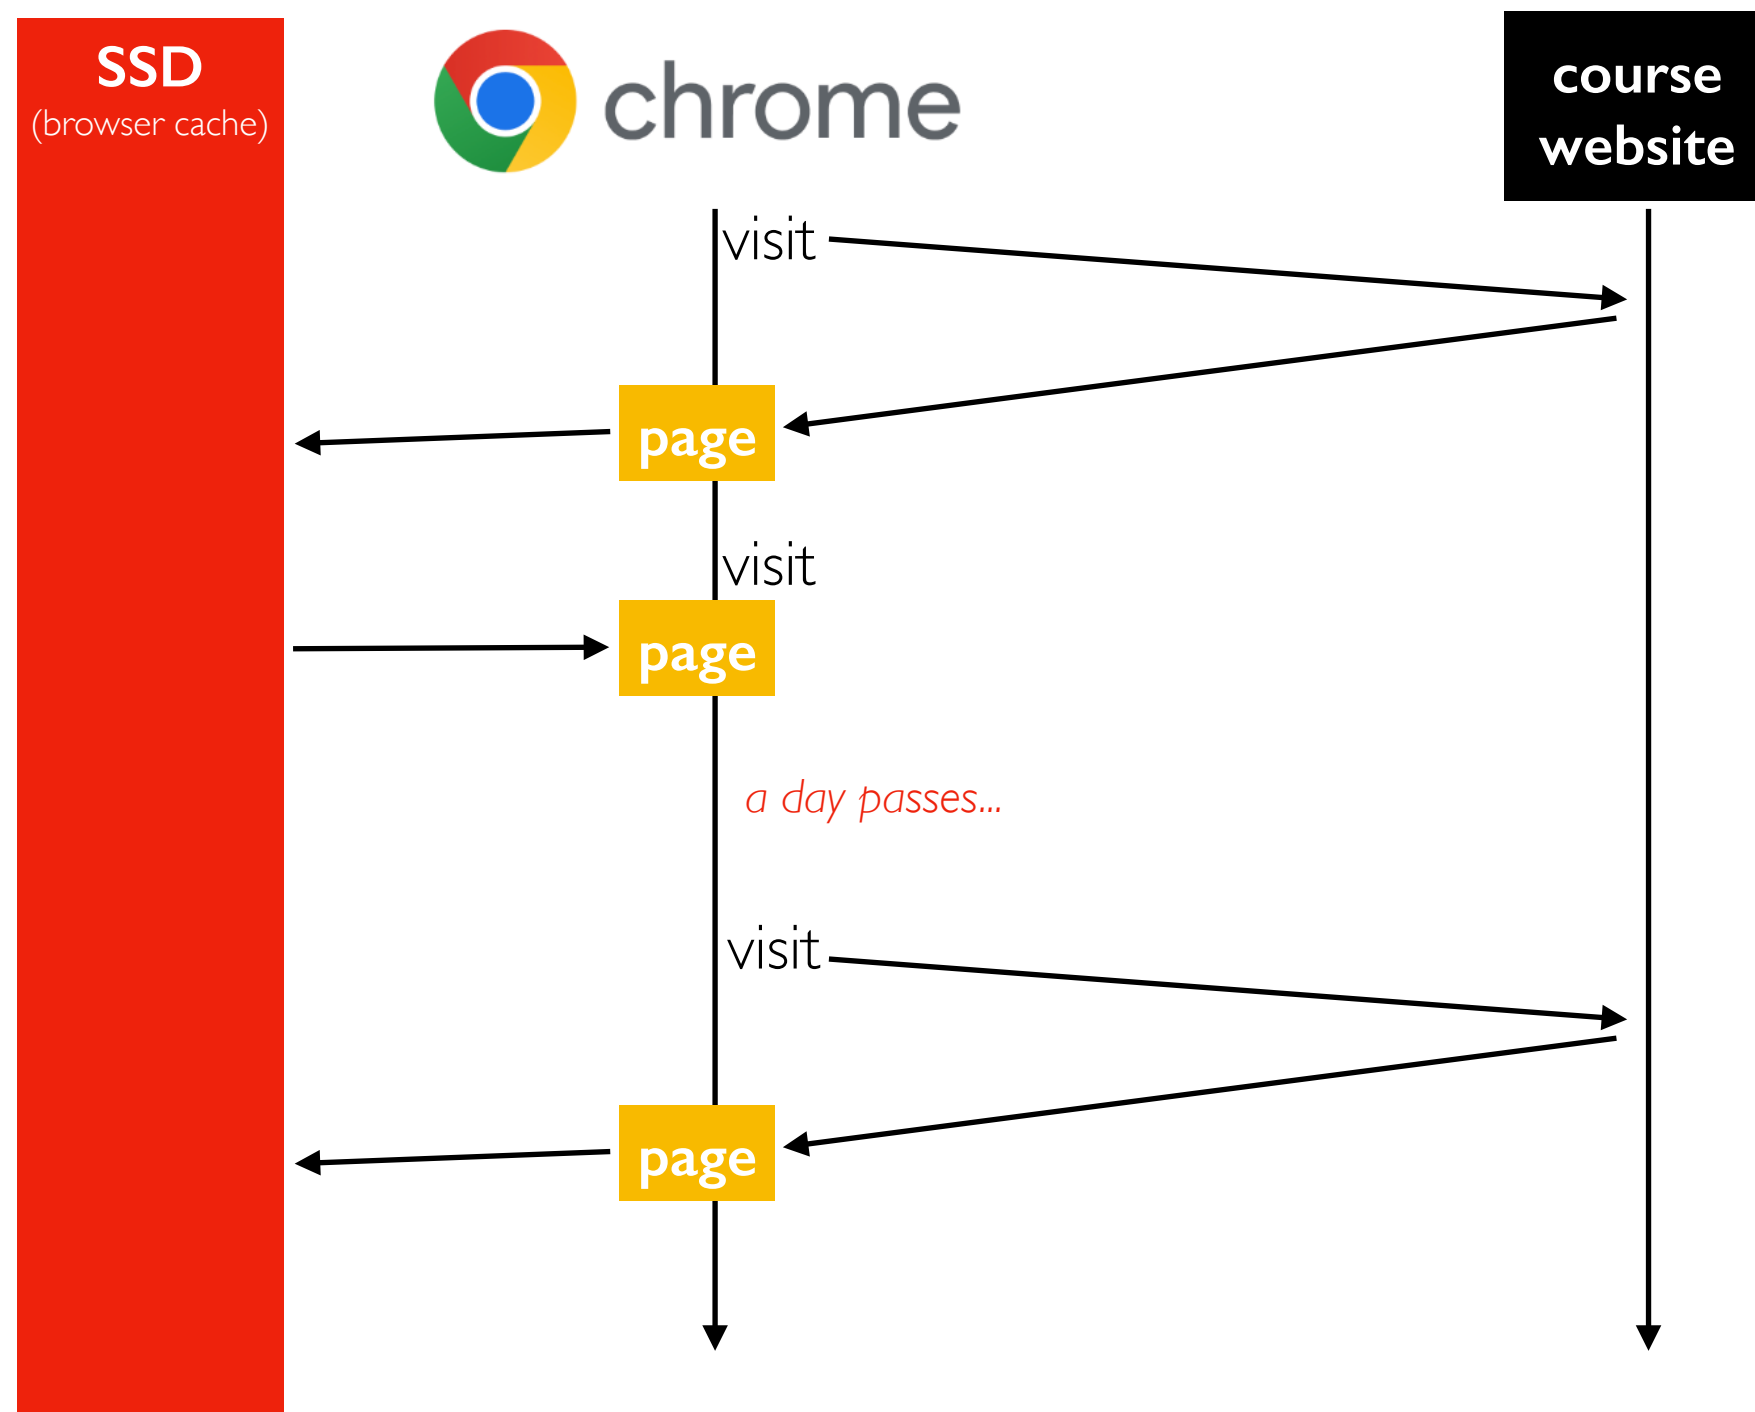 SSD
(browser cache)
chrome
course
website
visit
page
visit
page
a day passes...
visit
page